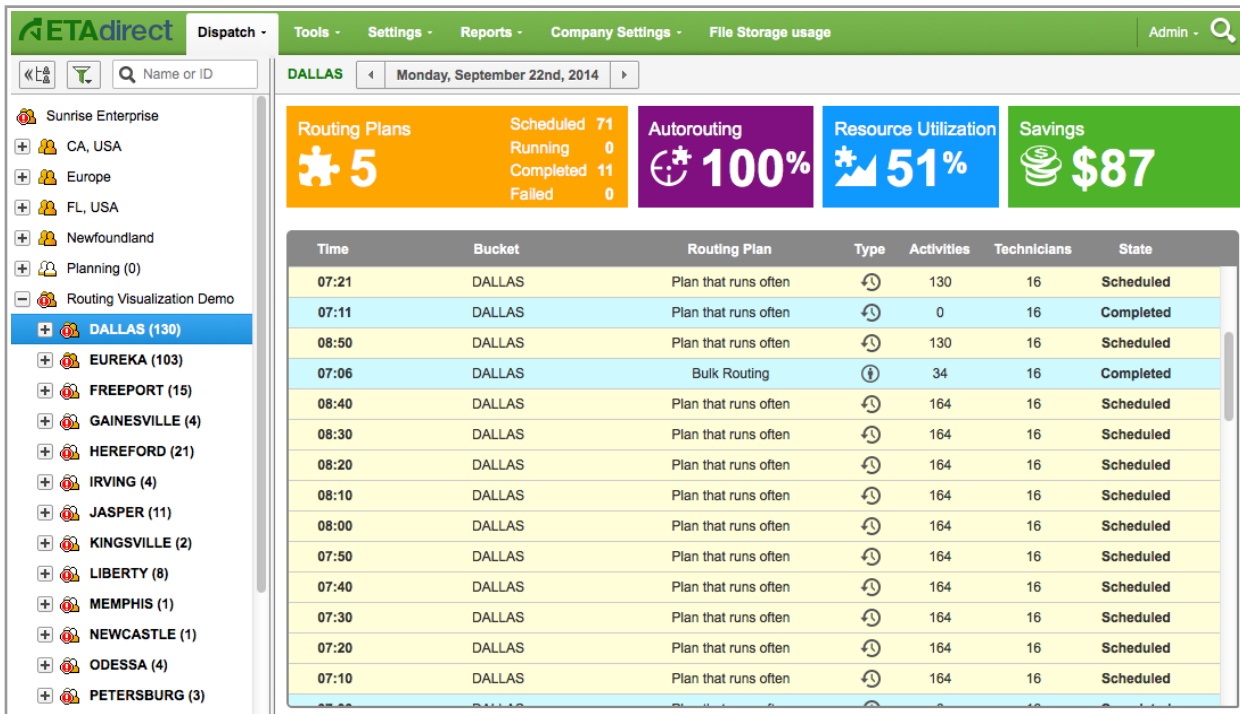 ETAdirect Dispatch Tools Settings Reports Company Settings File Storage usage Admin
Name or ID
DALLAS Monday, September 22nd, 2014
Sunrise Enterprise
CA, USA
Europe
FL, USA
Newfoundland
Planning (0)
Routing Visualization Demo
DALLAS (130)
EUREKA (103)
FREEPORT (15)
GAINESVILLE (4)
HEREFORD (21)
IRVING (4)
JASPER (11)
KINGSVILLE (2)
LIBERTY (8)
MEMPHIS (1)
NEWCASTLE (1)
ODESSA (4)
PETERSBURG (3)
Routing Plans
5
Scheduled 71
Running 0
Completed 11
Failed 0
Autorouting
100%
Resource Utilization
51%
Savings
$87
Time Bucket Routing Plan Type Activities Technicians State
07:21 DALLAS Plan that runs often 130 16 Scheduled
07:11 DALLAS Plan that runs often 0 16 Completed
08:50 DALLAS Plan that runs often 130 16 Scheduled
07:06 DALLAS Bulk Routing 34 16 Completed
08:40 DALLAS Plan that runs often 164 16 Scheduled
08:30 DALLAS Plan that runs often 164 16 Scheduled
08:20 DALLAS Plan that runs often 164 16 Scheduled
08:10 DALLAS Plan that runs often 164 16 Scheduled
08:00 DALLAS Plan that runs often 164 16 Scheduled
07:50 DALLAS Plan that runs often 164 16 Scheduled
07:40 DALLAS Plan that runs often 164 16 Scheduled
07:30 DALLAS Plan that runs often 164 16 Scheduled
07:20 DALLAS Plan that runs often 164 16 Scheduled
07:10 DALLAS Plan that runs often 164 16 Scheduled